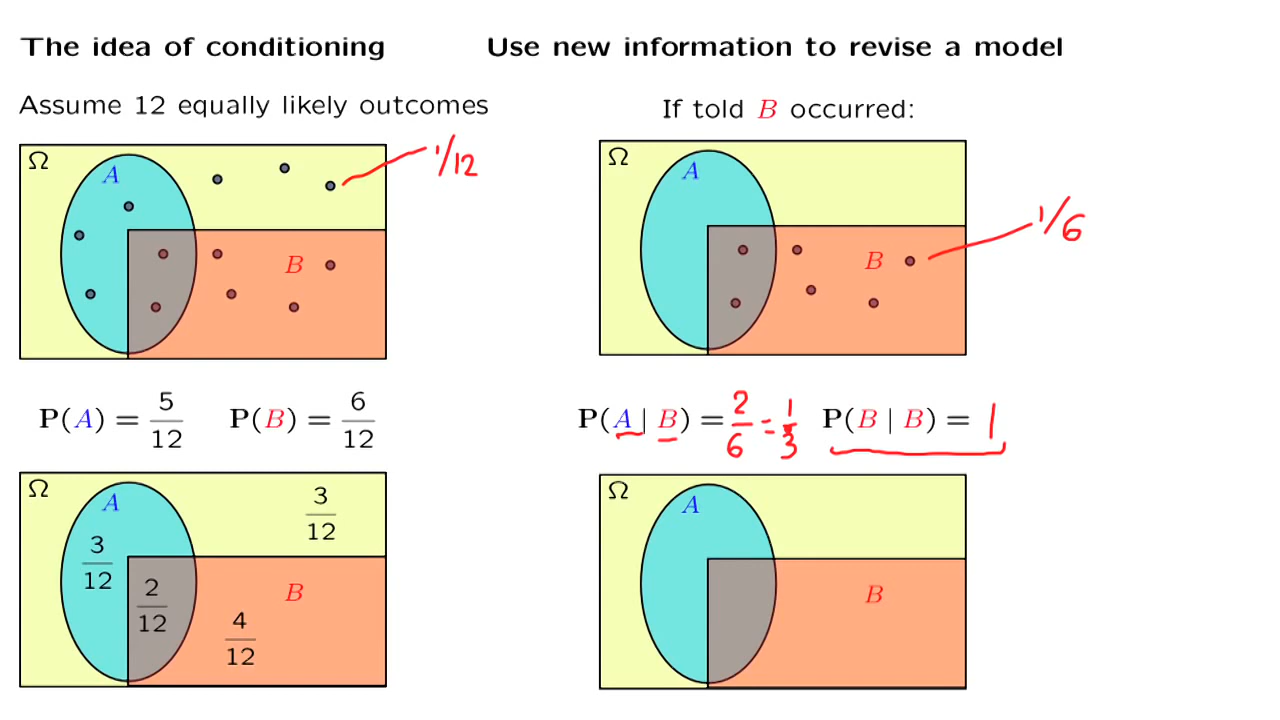 The idea of conditioning
Use new information to revise a model
Assume 12 equally likely outcomes
If told B occurred:
Ω
A
B
1/12
Ω
A
B
1/6
P(A) = 5/12 P(B) = 6/12
P(A | B) = 2/6 = 1/3 P(B | B) = 1
Ω
A
3/12
3/12
2/12
B
4/12
Ω
A
B